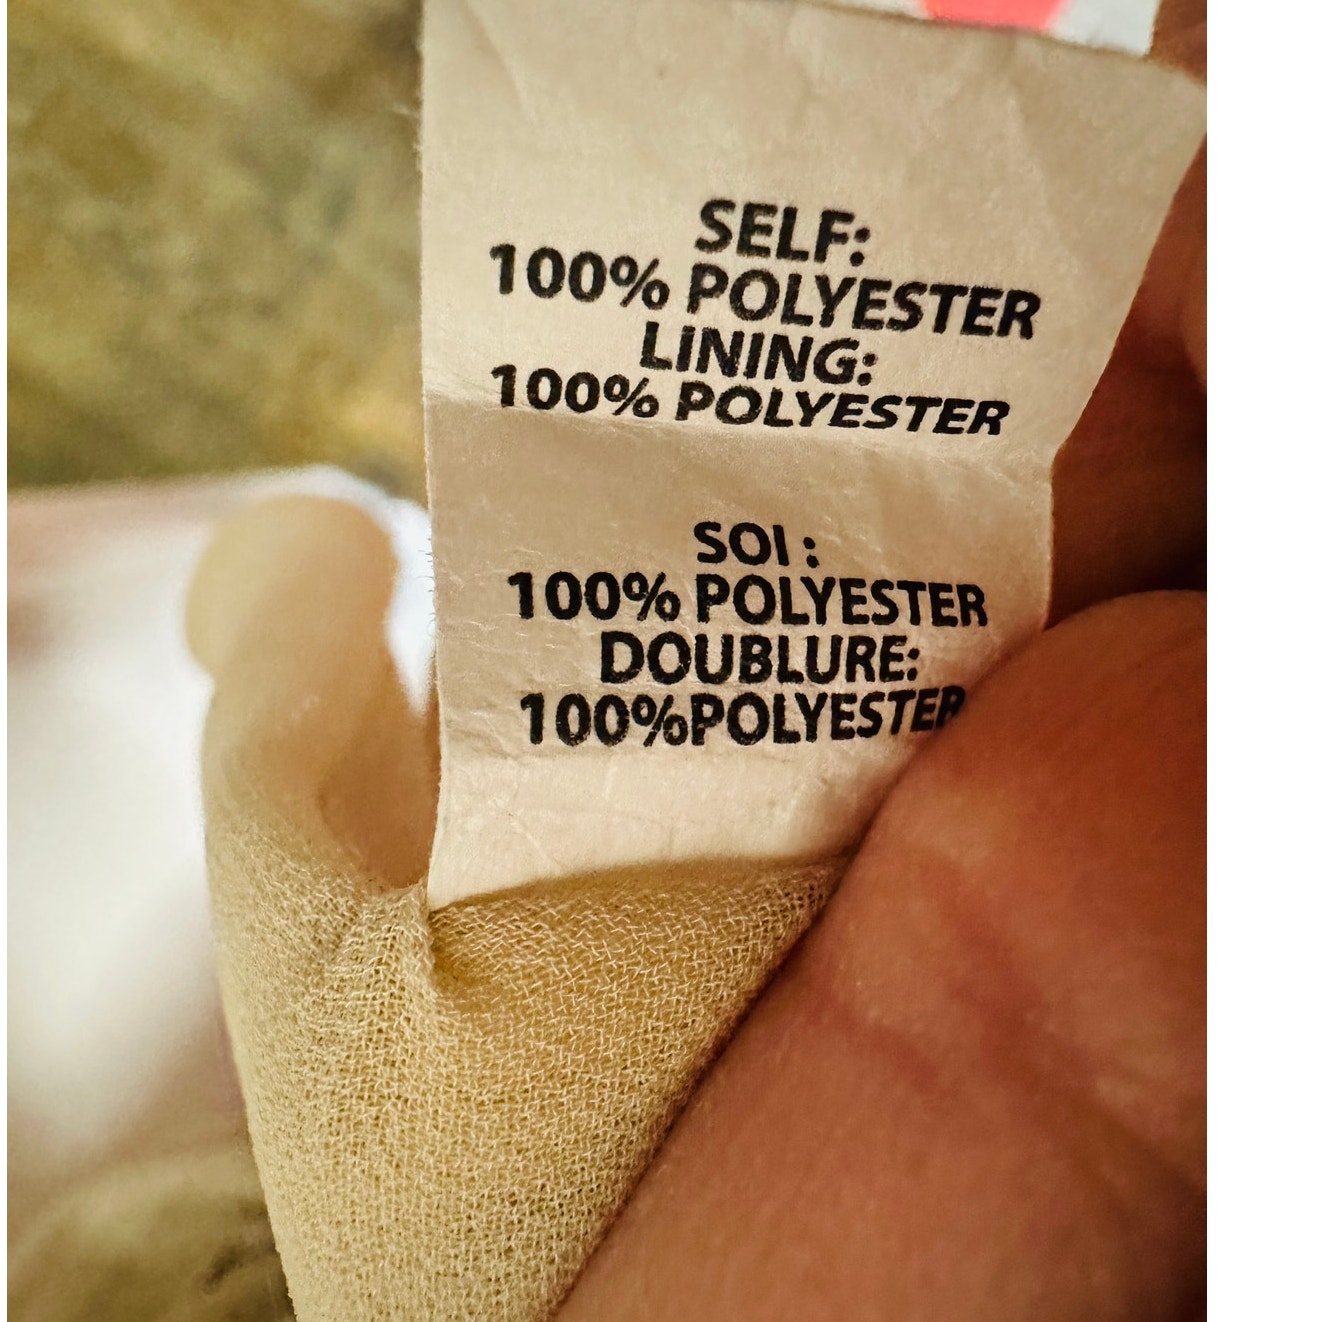 SELF:
100% POLYESTER
LINING:
100% POLYESTER
SOI :
100% POLYESTER
DOUBLURE:
100%POLYESTER